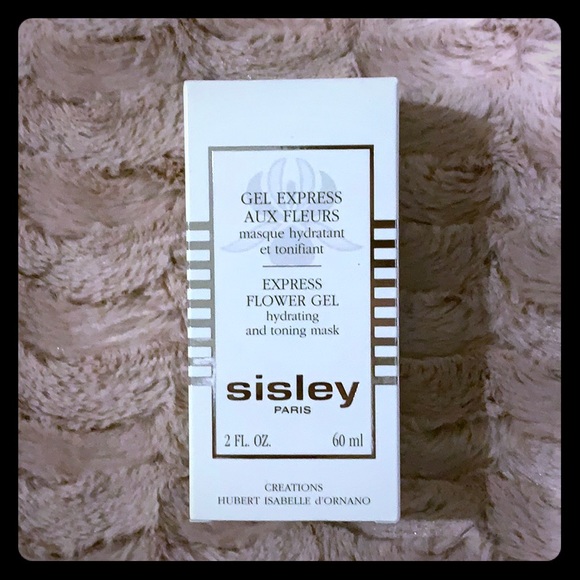 GEL EXPRESS
AUX FLEURS
masque hydratant
et tonifiant
EXPRESS
FLOWER GEL
hydrating
and toning mask
sisley
PARIS
2 FL. OZ. 60 ml
CREATIONS
HUBERT ISABELLE d'ORNANO